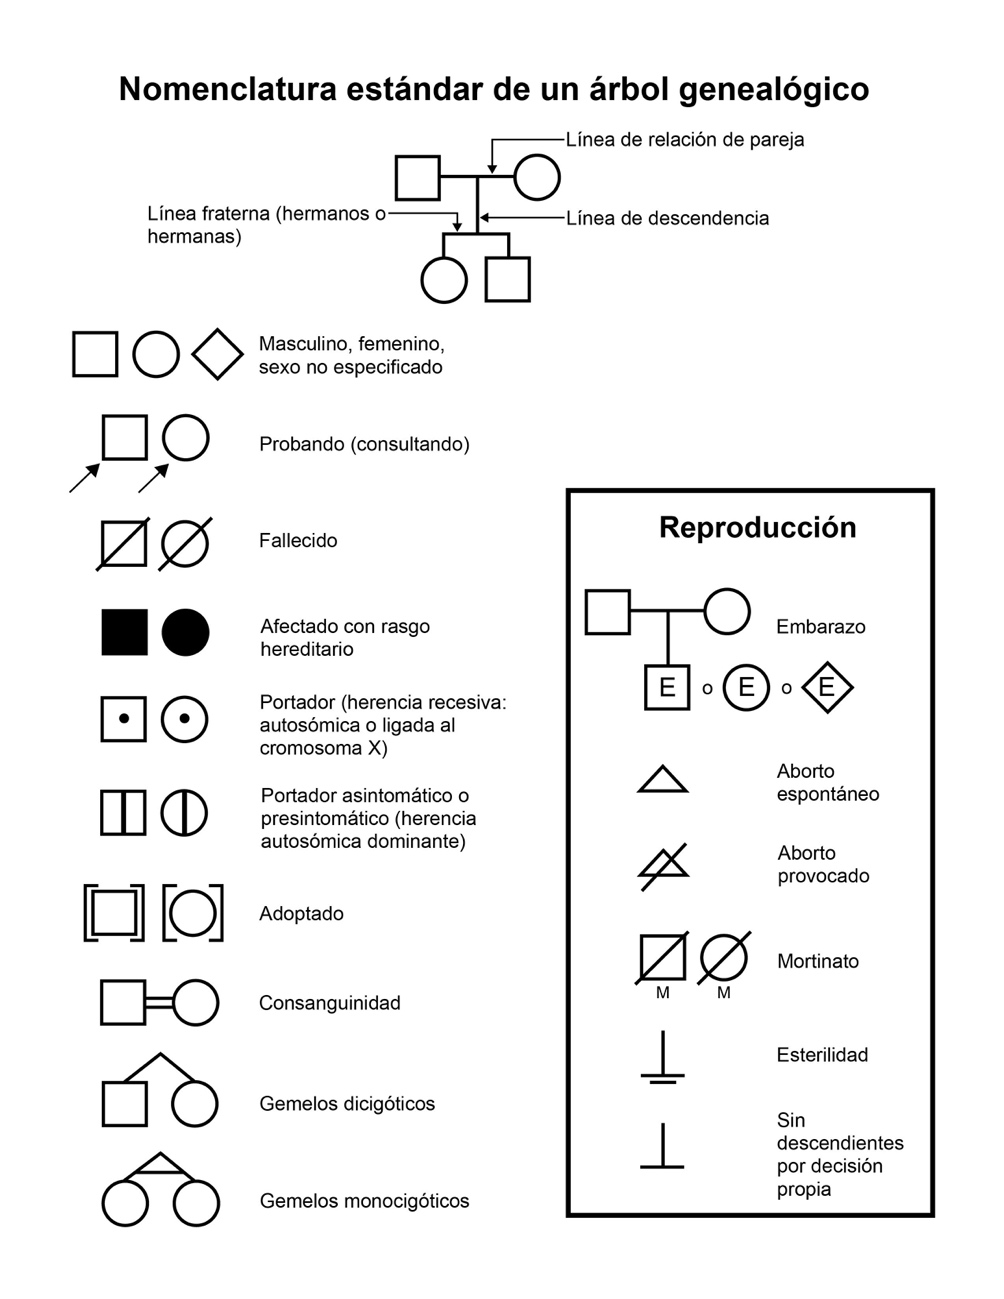 Nomenclatura estándar de un árbol genealógico
Línea de relación de pareja
Línea fraterna (hermanos o
hermanas)
Línea de descendencia
Masculino, femenino,
sexo no especificado
Probando (consultando)
Fallecido
Afectado con rasgo
hereditario
Portador (herencia recesiva:
autosómica o ligada al
cromosoma X)
Portador asintomático o
presintomático (herencia
autosómica dominante)
Adoptado
Consanguinidad
Gemelos dicigóticos
Gemelos monocigóticos
Reproducción
Embarazo
E o E o E
Aborto
espontáneo
Aborto
provocado
Mortinato
M M
Esterilidad
Sin
descendientes
por decisión
propia